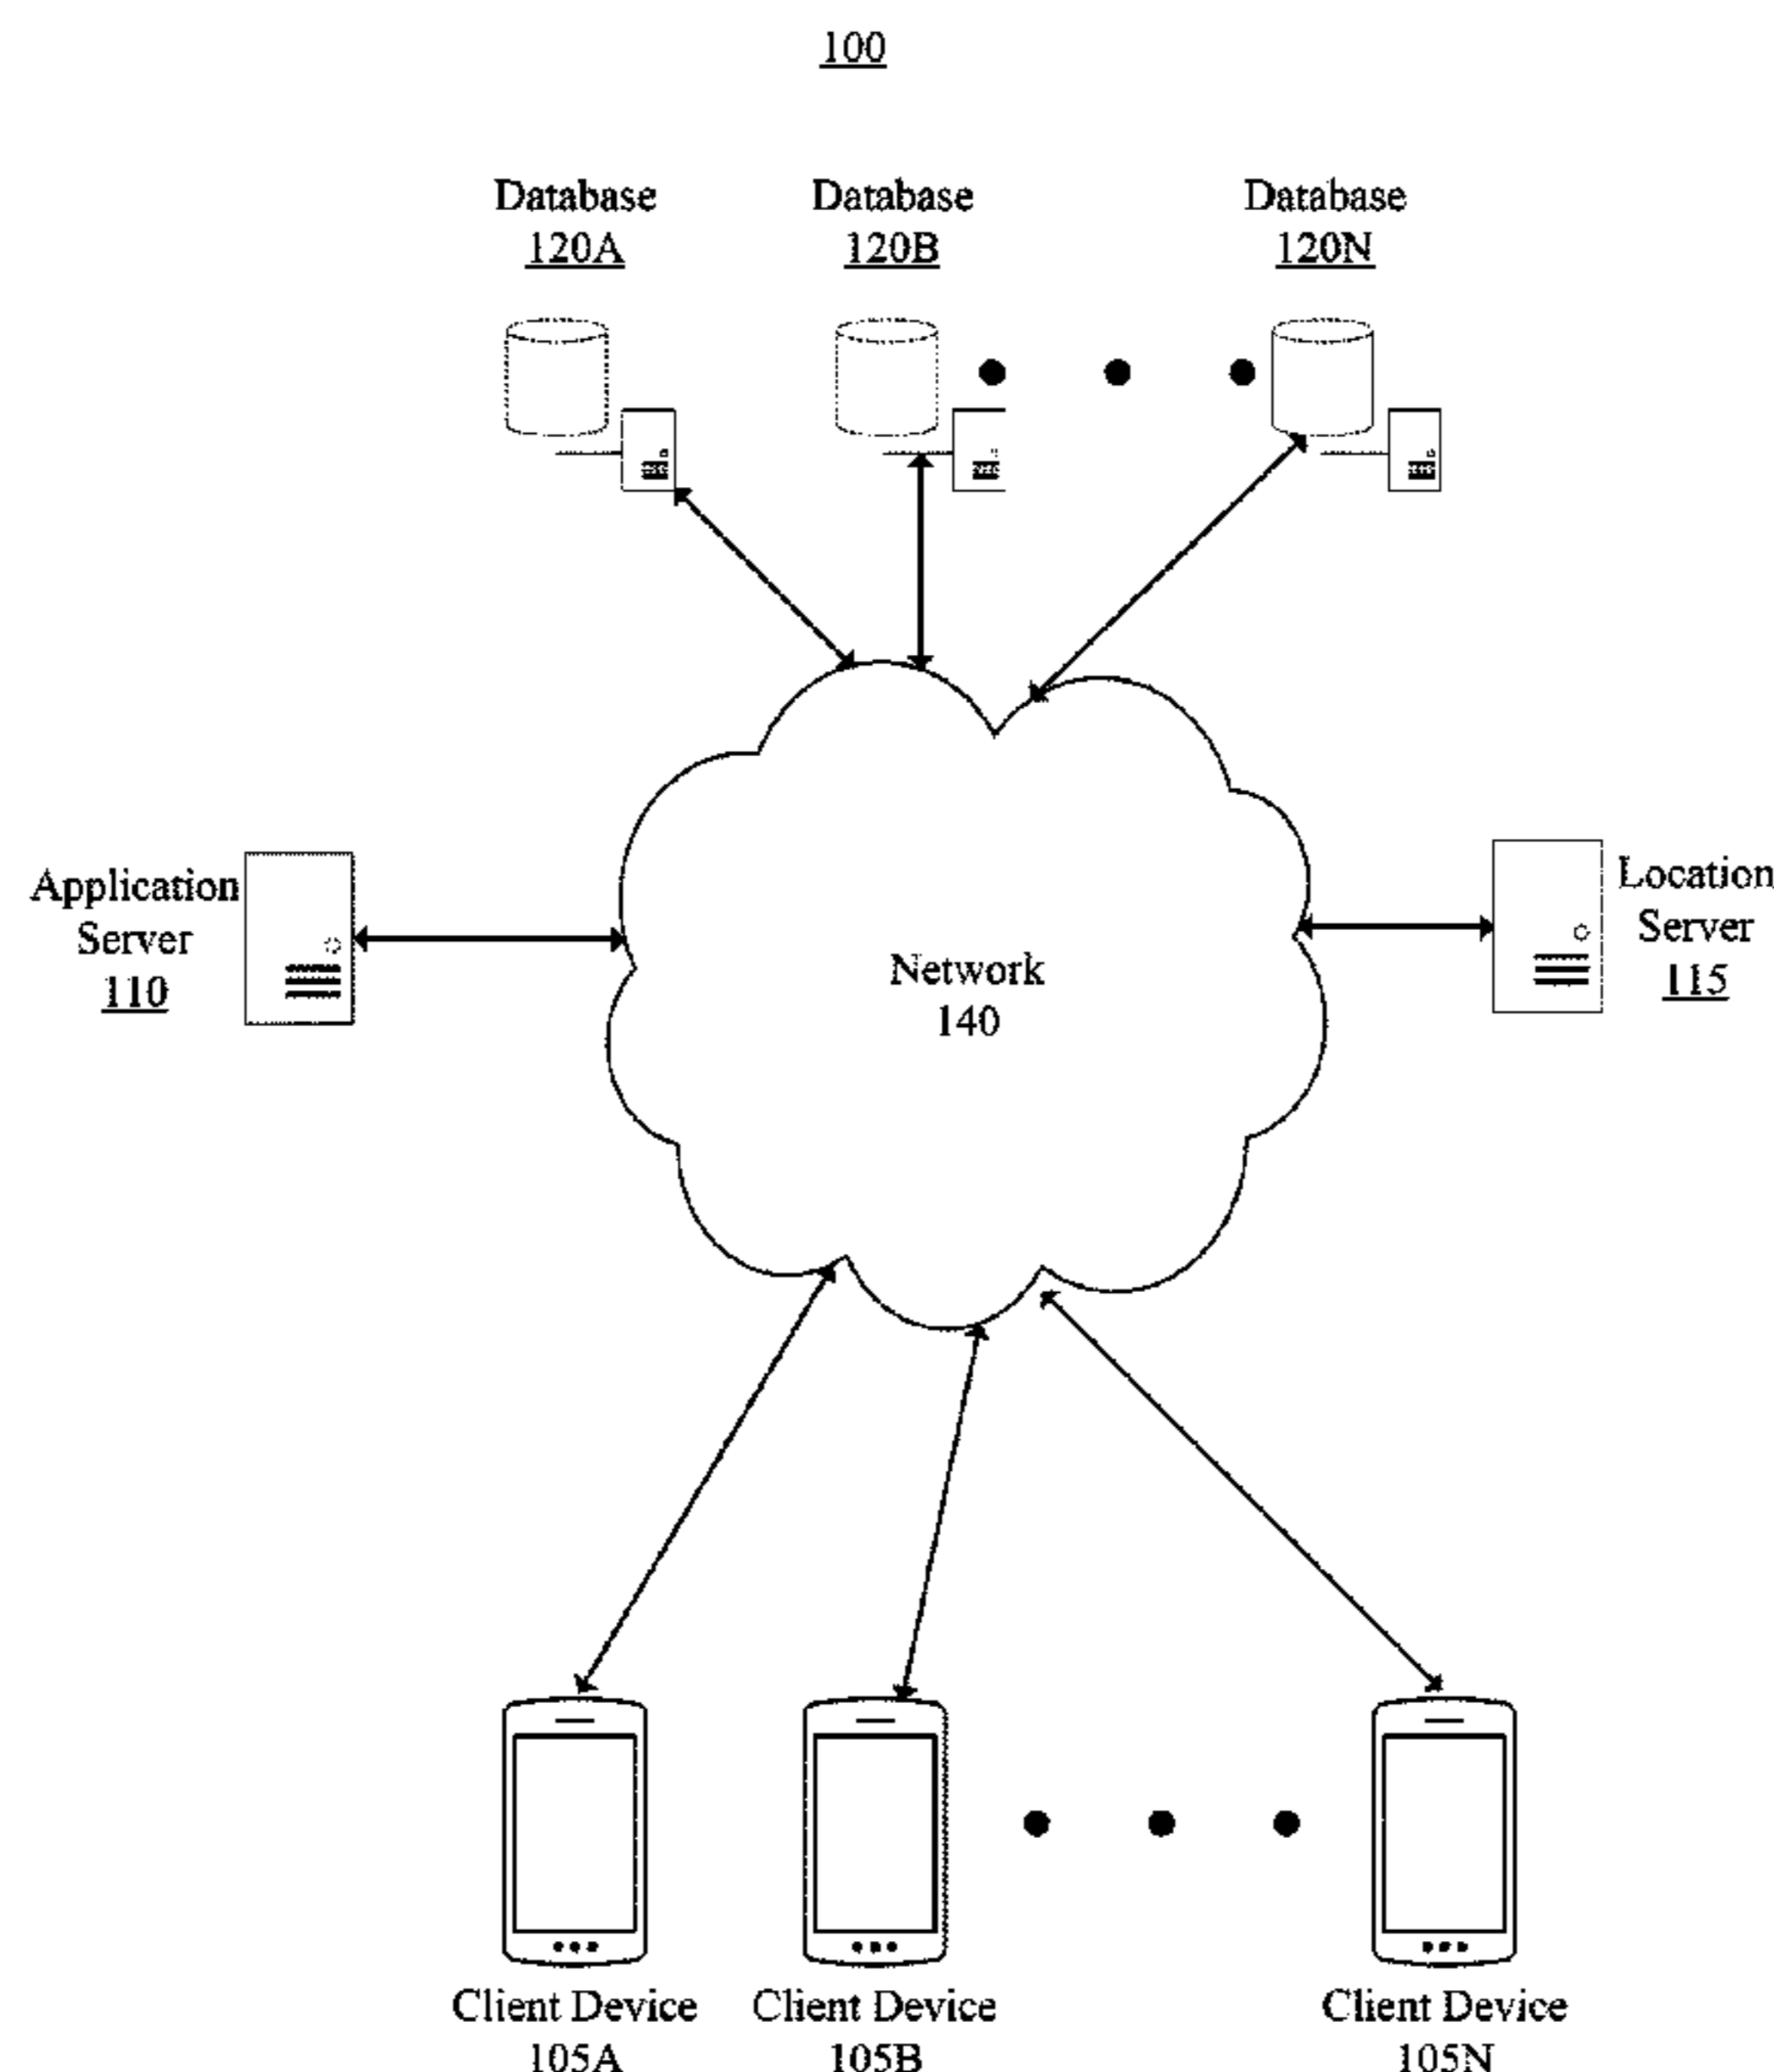 100
Database
120A
Database
120B
Database
120N
Application
Server
110
Network
140
Location
Server
115
Client Device
105A
Client Device
105B
Client Device
105N